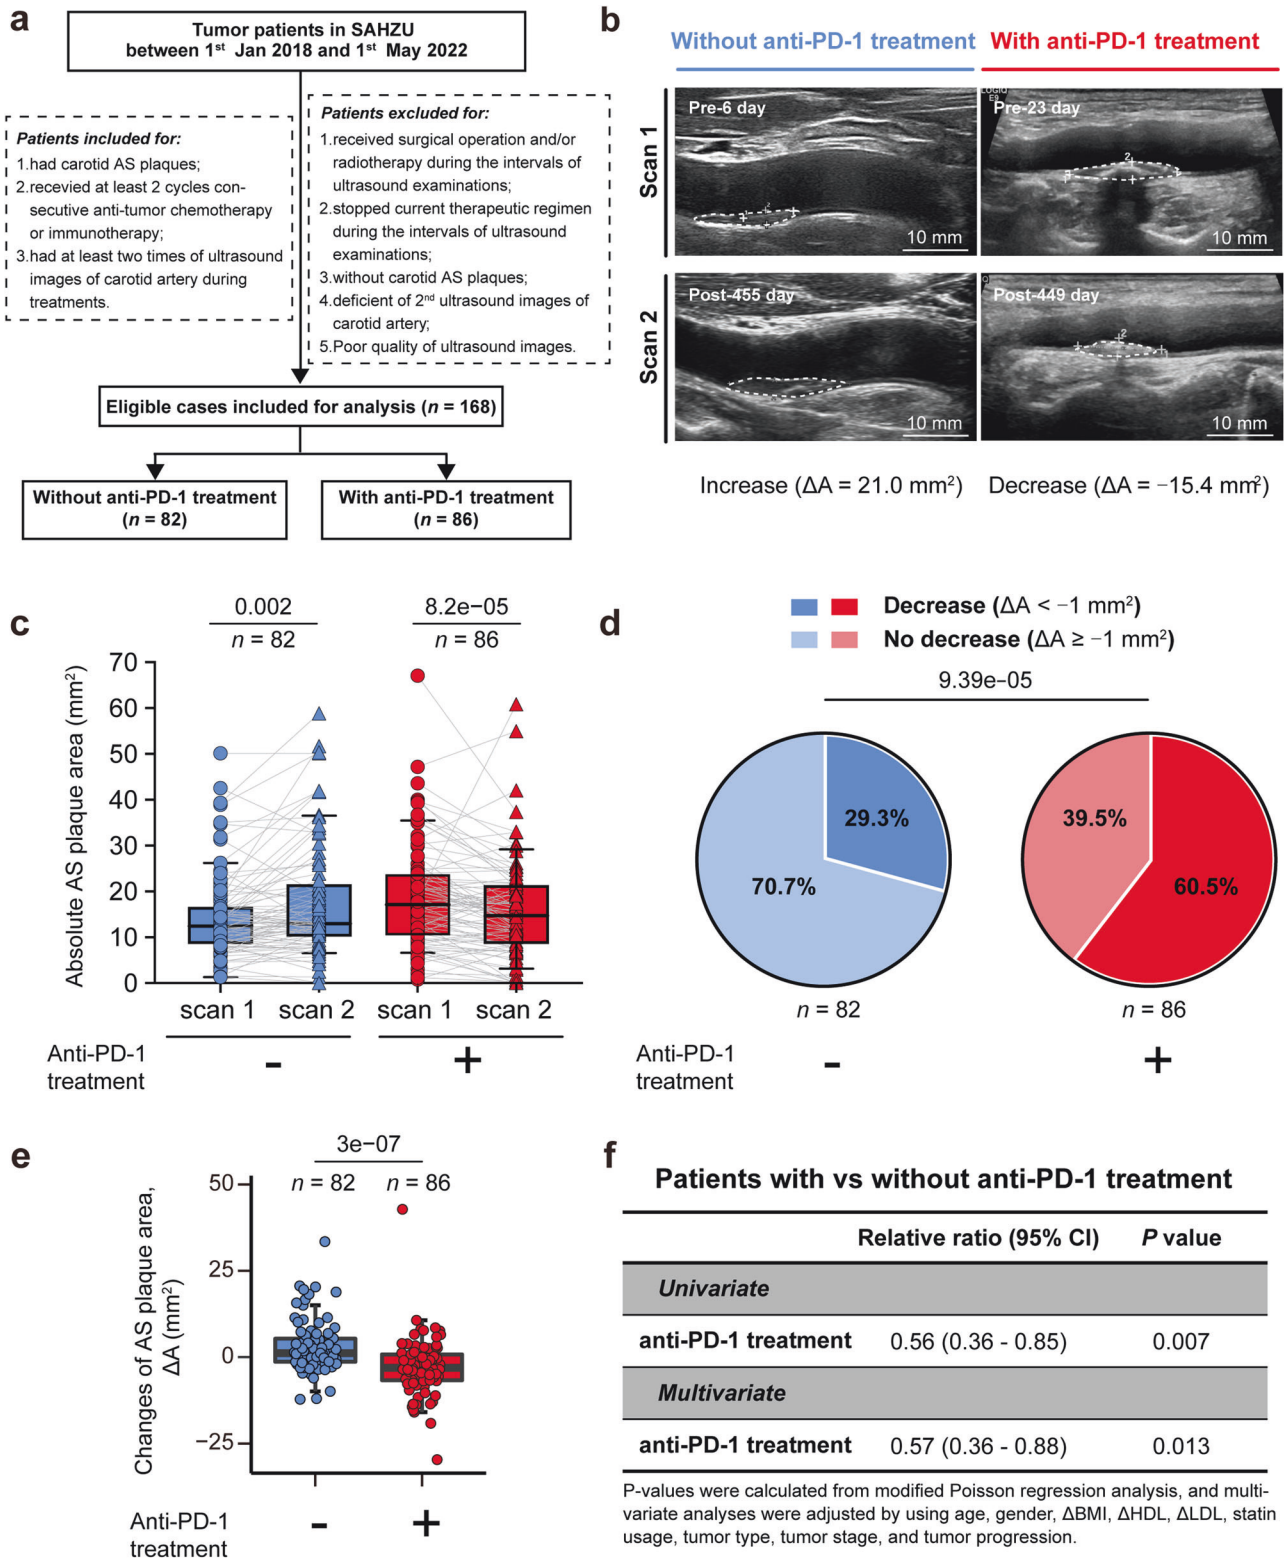 a
Tumor patients in SAHZU
between 1st Jan 2018 and 1st May 2022
Patients included for:
1.had carotid AS plaques;
2.recevied at least 2 cycles con-
secutive anti-tumor chemotherapy
or immunotherapy;
3.had at least two times of ultrasound
images of carotid artery during
treatments.
Patients excluded for:
1.received surgical operation and/or
radiotherapy during the intervals of
ultrasound examinations;
2.stopped current therapeutic regimen
during the intervals of ultrasound
examinations;
3.without carotid AS plaques;
4.deficient of 2nd ultrasound images of
carotid artery;
5.Poor quality of ultrasound images.
Eligible cases included for analysis (n = 168)
Without anti-PD-1 treatment
(n = 82)
With anti-PD-1 treatment
(n = 86)
b
Without anti-PD-1 treatment
With anti-PD-1 treatment
Scan 1
Pre-6 day
2
10 mm
LOGIQ
E9
Pre-23 day
2
10 mm
Scan 2
Post-455 day
10 mm
Post-449 day
2
10 mm
Increase (ΔA = 21.0 mm²)
Decrease (ΔA = −15.4 mm²)
c
0.002
n = 82
8.2e−05
n = 86
Absolute AS plaque area (mm²)
70
60
50
40
30
20
10
0
scan 1 scan 2 scan 1 scan 2
Anti-PD-1
treatment
-
+
d
Decrease (ΔA < −1 mm²)
No decrease (ΔA ≥ −1 mm²)
9.39e−05
29.3%
70.7%
39.5%
60.5%
n = 82
n = 86
Anti-PD-1
treatment
-
+
e
3e−07
n = 82
n = 86
Changes of AS plaque area,
ΔA (mm²)
50
25
0
−25
Anti-PD-1
treatment
-
+
f
Patients with vs without anti-PD-1 treatment
Relative ratio (95% CI) P value
Univariate
anti-PD-1 treatment 0.56 (0.36 - 0.85) 0.007
Multivariate
anti-PD-1 treatment 0.57 (0.36 - 0.88) 0.013
P-values were calculated from modified Poisson regression analysis, and multi-
variate analyses were adjusted by using age, gender, ΔBMI, ΔHDL, ΔLDL, statin
usage, tumor type, tumor stage, and tumor progression.